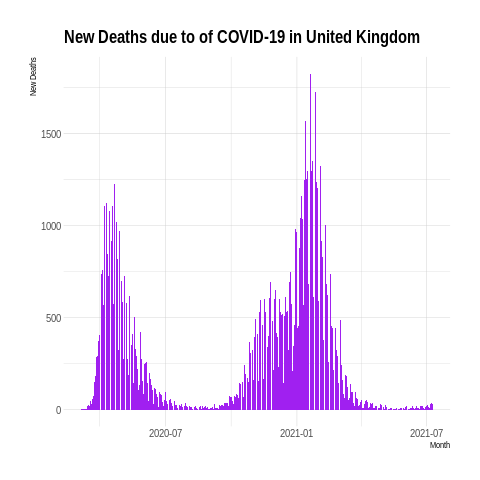 New Deaths due to of COVID-19 in United Kingdom
New Deaths
1500
1000
500
0
2020-07
2021-01
2021-07
Month